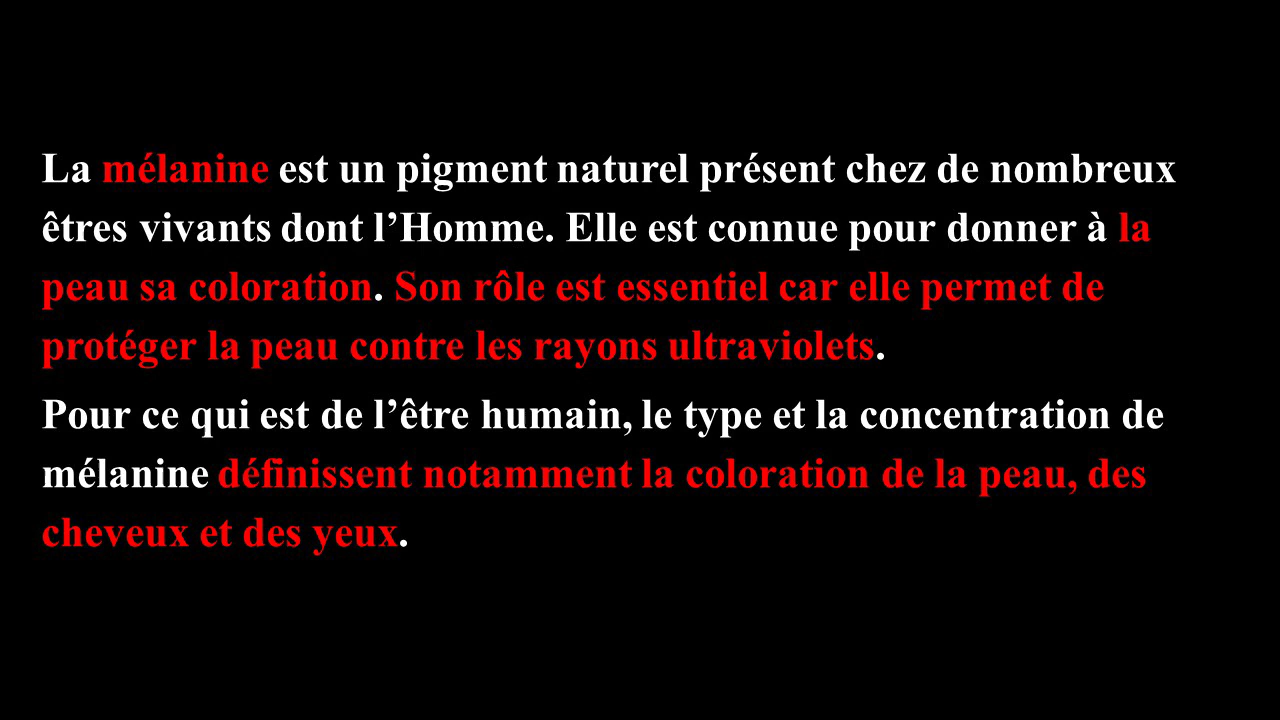 La mélanine est un pigment naturel présent chez de nombreux
êtres vivants dont l’Homme. Elle est connue pour donner à la
peau sa coloration. Son rôle est essentiel car elle permet de
protéger la peau contre les rayons ultraviolets.
Pour ce qui est de l’être humain, le type et la concentration de
mélanine définissent notamment la coloration de la peau, des
cheveux et des yeux.